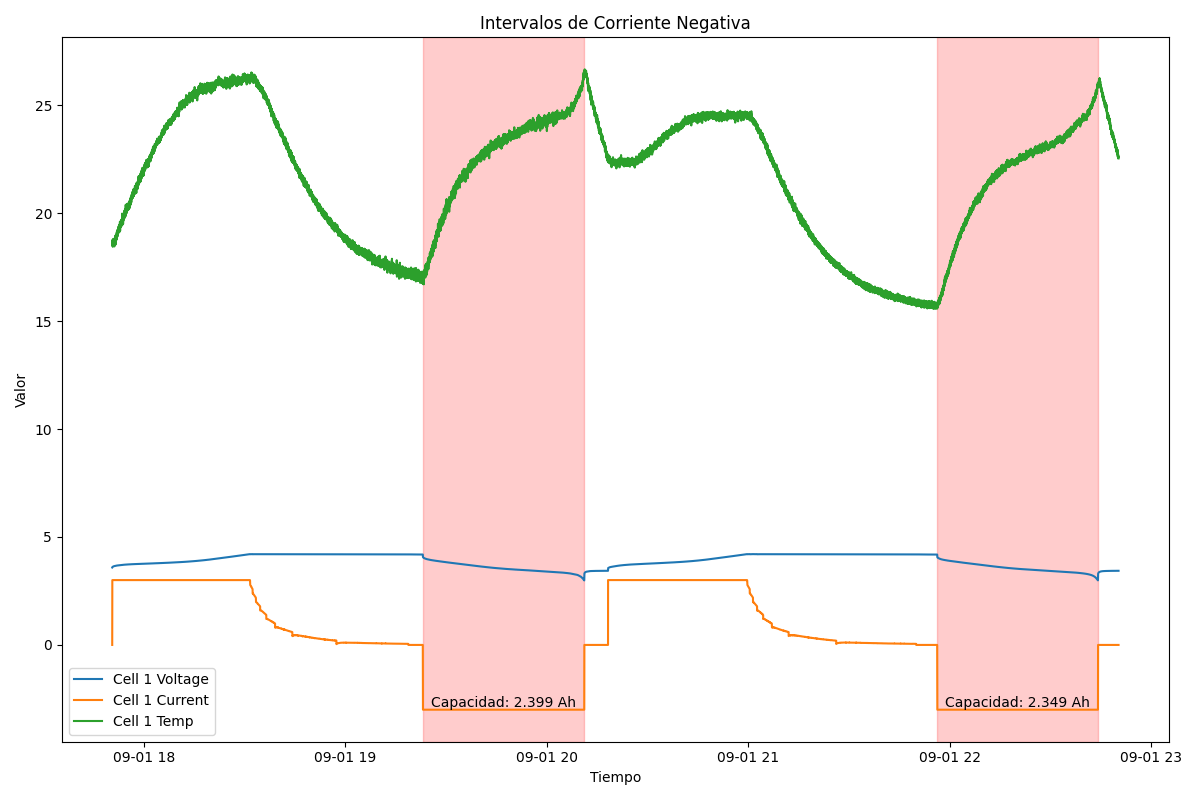 Intervalos de Corriente Negativa
Valor
25
20
15
10
5
0
Capacidad: 2.399 Ah
Capacidad: 2.349 Ah
Cell 1 Voltage
Cell 1 Current
Cell 1 Temp
09-01 18
09-01 19
09-01 20
09-01 21
09-01 22
09-01 23
Tiempo